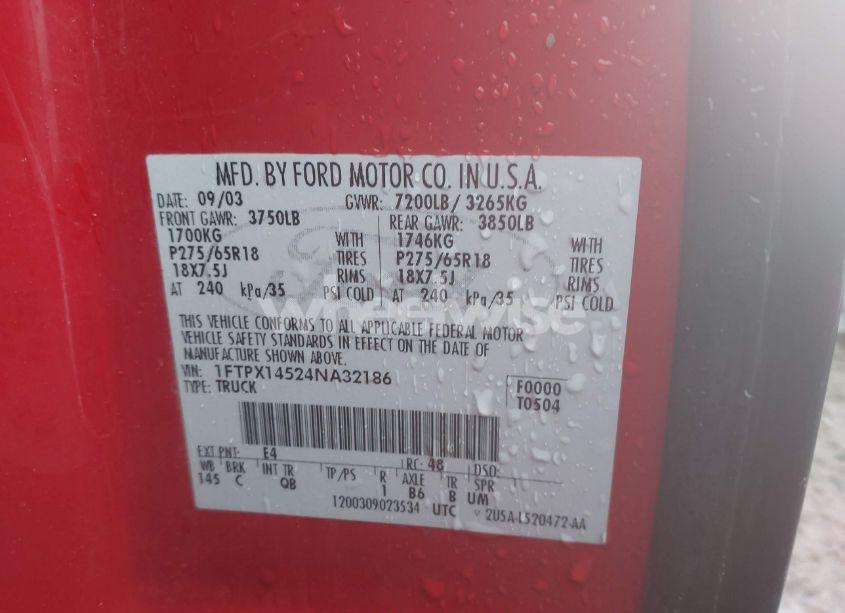 MFD. BY FORD MOTOR CO. IN U.S.A.
DATE: 09/03 GVWR: 7200LB/ 3265KG
FRONT GAWR: 3750LB REAR GAWR: 3850LB
1700KG WITH 1746KG WITH
P275/65R18 TIRES P275/65R18 TIRES
18X7.5J RIMS 18X7.5J RIMS
AT 240 kPa/35 PSI COLD AT 240 kPa/35 PSI COLD
THIS VEHICLE CONFORMS TO ALL APPLICABLE FEDERAL MOTOR
VEHICLE SAFETY STANDARDS IN EFFECT ON THE DATE OF
MANUFACTURE SHOWN ABOVE.
VIN: 1FTPX14524NA32186 F0000
TYPE: TRUCK T0504
EXT PNT: E4 RC: 48 DSO:
WB BRK INT TR TP/PS R AXLE TR SPR
145 C QB 1 B6 B UM
1200309023534 UTC